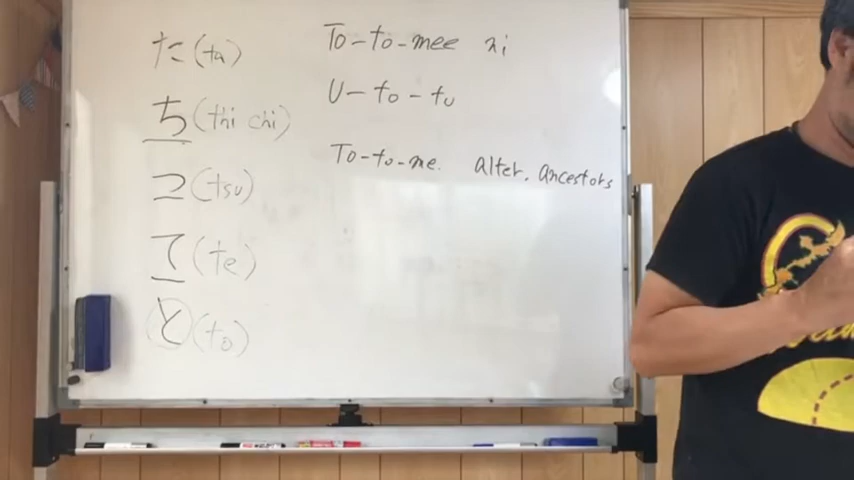 た(ta)
ち(thi chi)
つ(tsu)
て(te)
と(to)
To-to-mee
U-to-tu
To-to-me. alter. ancestors